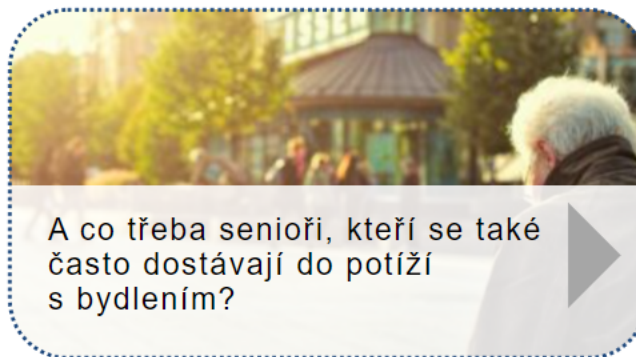 A co třeba senioři, kteří se také
často dostávají do potíží
s bydlením?